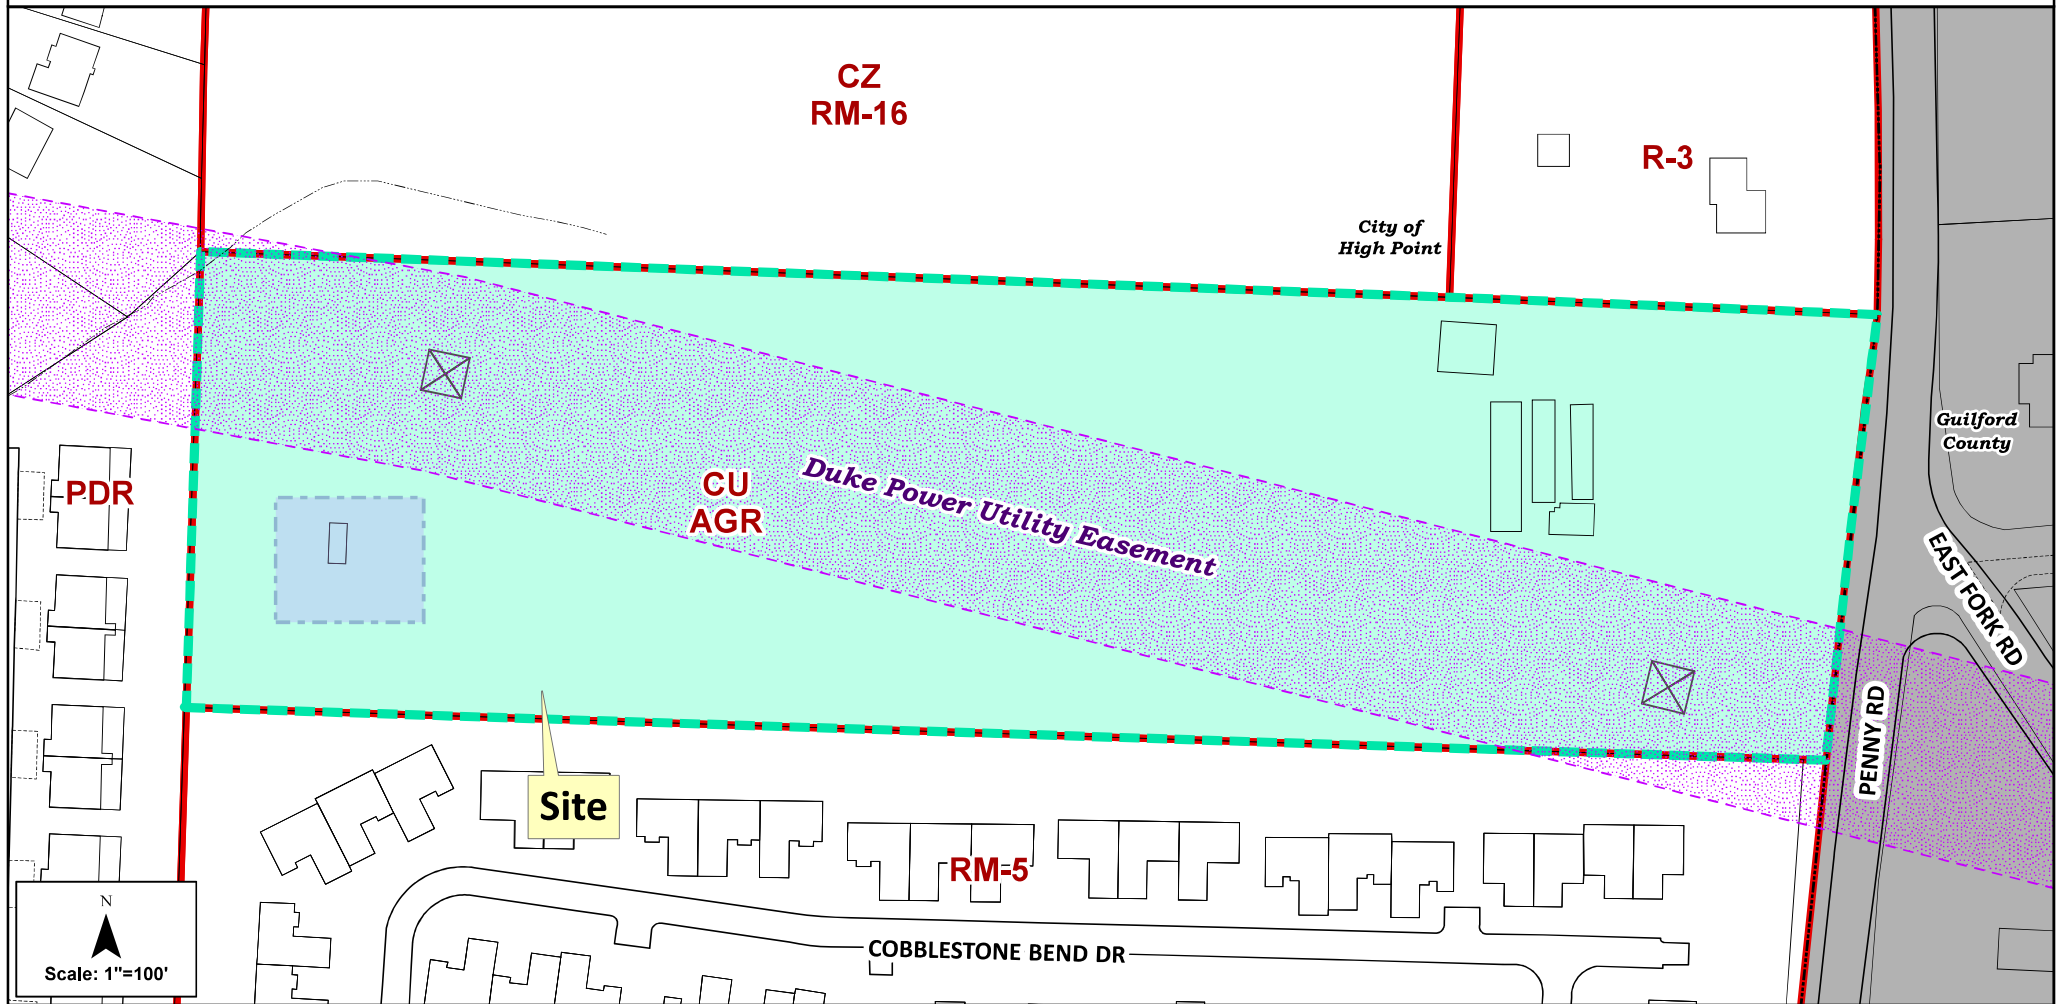 CZ
RM-16
R-3
City of
High Point
Guilford
County
PDR
CU
AGR
Duke Power Utility Easement
EAST FORK RD
PENNY RD
Site
RM-5
COBBLESTONE BEND DR
N
Scale: 1"=100'